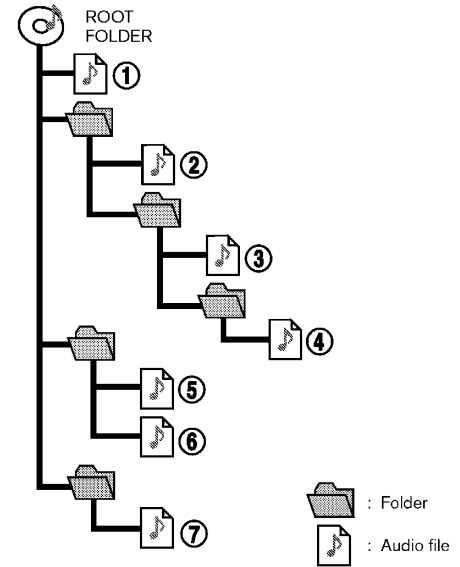 ROOT
FOLDER
①
②
③
④
⑤
⑥
⑦
: Folder
: Audio file